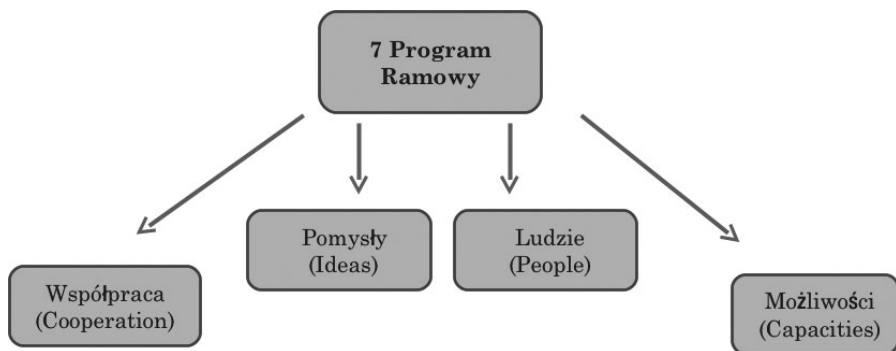 7 Program
Ramowy
Pomysły
(Ideas)
Ludzie
(People)
Współpraca
(Cooperation)
Możliwości
(Capacities)